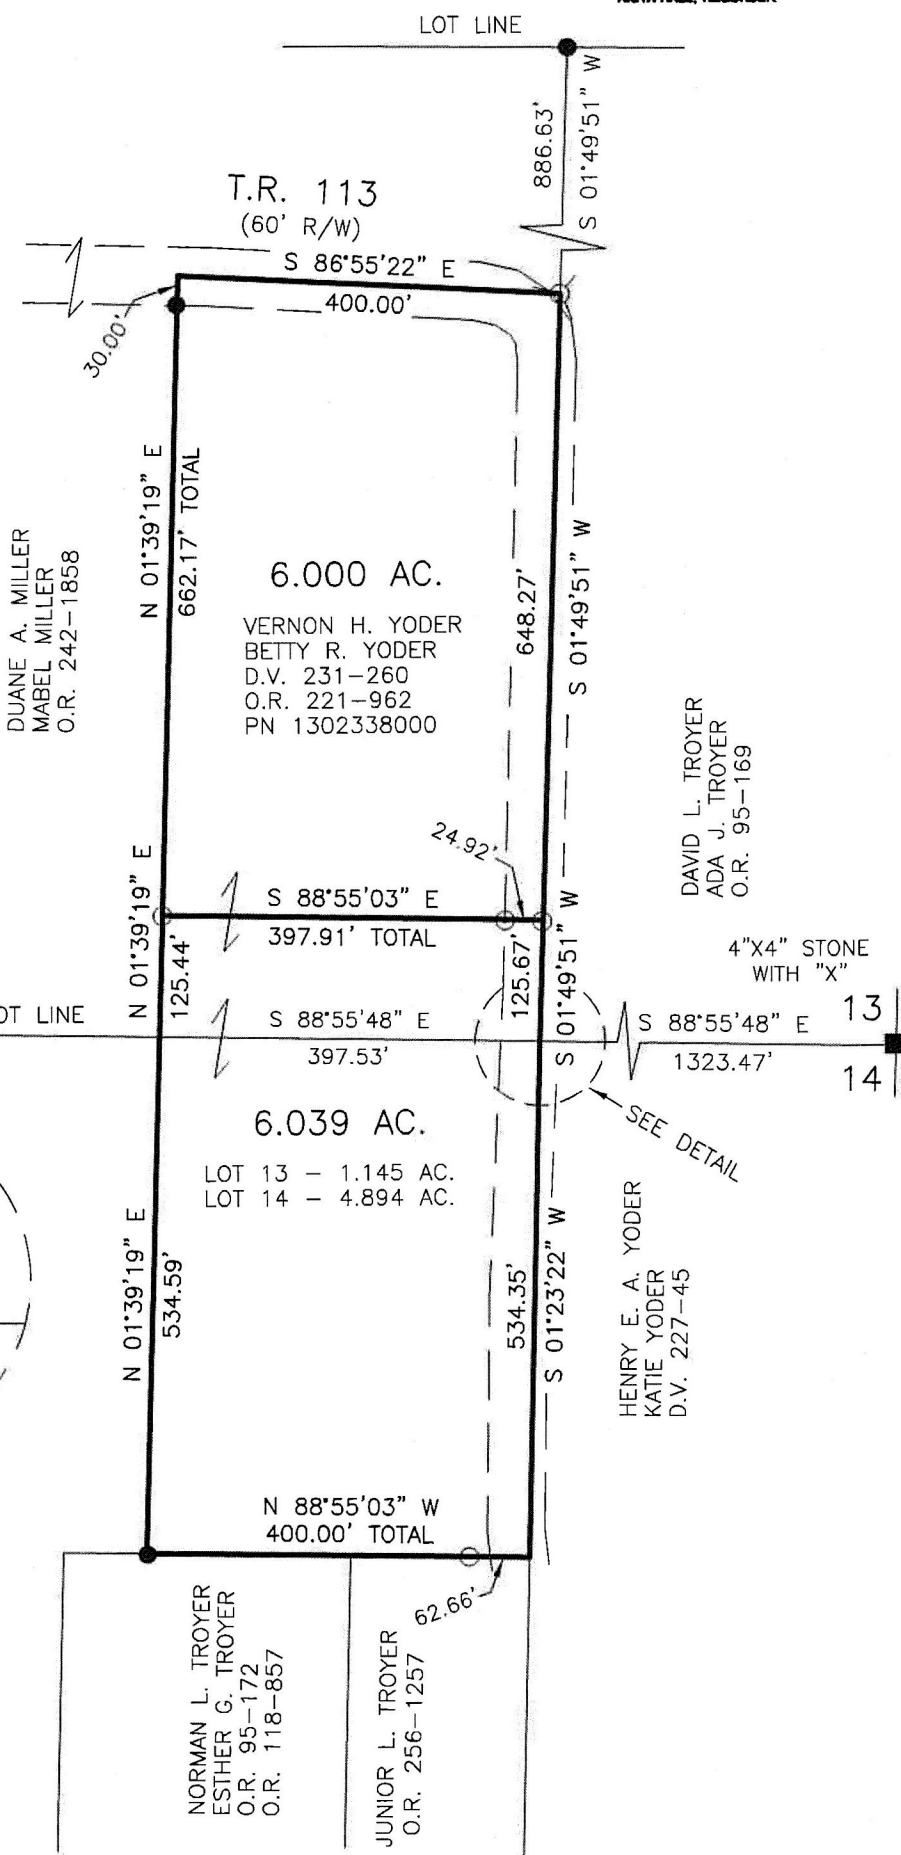 LOT LINE
886.63'
S 01°49'51" W
T.R. 113
(60' R/W)
S 86°55'22" E
400.00'
30.00'
N 01°39'19" E
662.17' TOTAL
DUANE A. MILLER
MABEL MILLER
O.R. 242-1858
6.000 AC.
VERNON H. YODER
BETTY R. YODER
D.V. 231-260
O.R. 221-962
PN 1302338000
648.27'
S 01°49'51" W
DAVID L. TROYER
ADA J. TROYER
O.R. 95-169
24.92'
S 88°55'03" E
397.91' TOTAL
N 01°39'19" E
125.44'
125.67'
S 01°49'51" W
4"X4" STONE
WITH "X"
OT LINE
S 88°55'48" E
397.53'
S 88°55'48" E
1323.47'
13
14
SEE DETAIL
6.039 AC.
LOT 13 - 1.145 AC.
LOT 14 - 4.894 AC.
N 01°39'19" E
534.59'
534.35'
S 01°23'22" W
HENRY E. A. YODER
KATIE YODER
D.V. 227-45
N 88°55'03" W
400.00' TOTAL
62.66'
NORMAN L. TROYER
ESTHER G. TROYER
O.R. 95-172
O.R. 118-857
JUNIOR L. TROYER
O.R. 256-1257